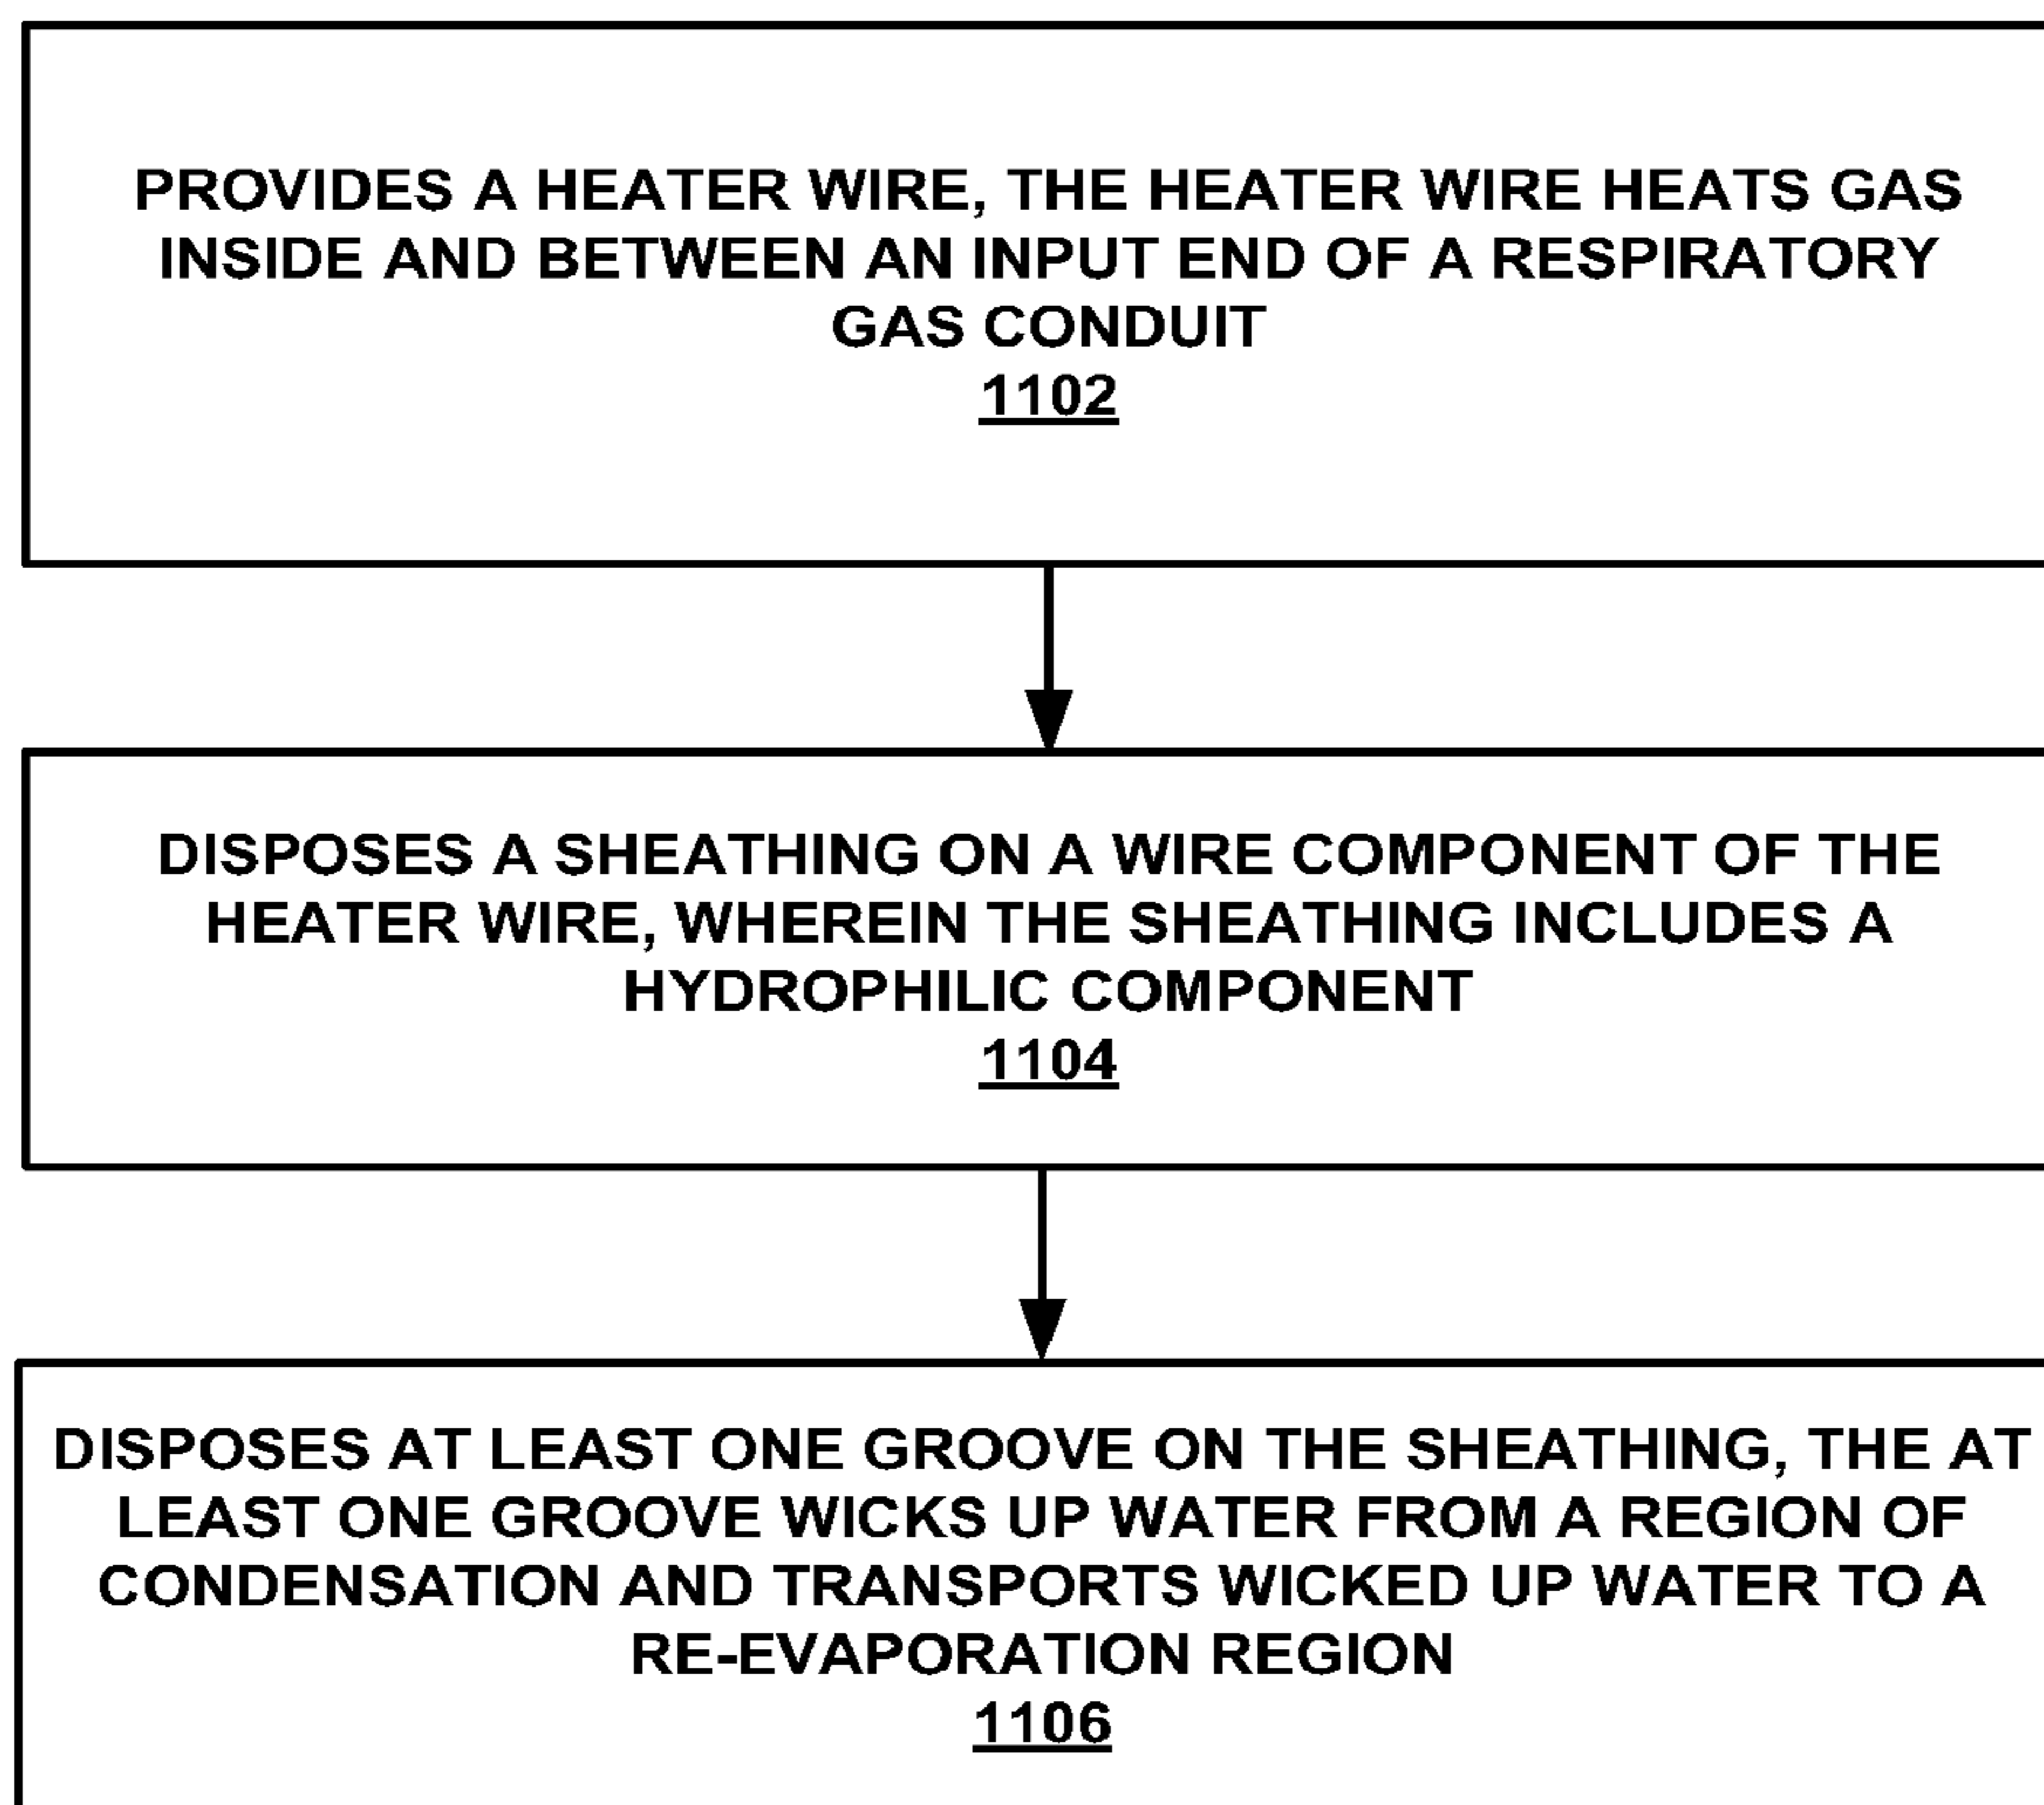 PROVIDES A HEATER WIRE, THE HEATER WIRE HEATS GAS
INSIDE AND BETWEEN AN INPUT END OF A RESPIRATORY
GAS CONDUIT
1102
DISPOSES A SHEATHING ON A WIRE COMPONENT OF THE
HEATER WIRE, WHEREIN THE SHEATHING INCLUDES A
HYDROPHILIC COMPONENT
1104
DISPOSES AT LEAST ONE GROOVE ON THE SHEATHING, THE AT
LEAST ONE GROOVE WICKS UP WATER FROM A REGION OF
CONDENSATION AND TRANSPORTS WICKED UP WATER TO A
RE-EVAPORATION REGION
1106